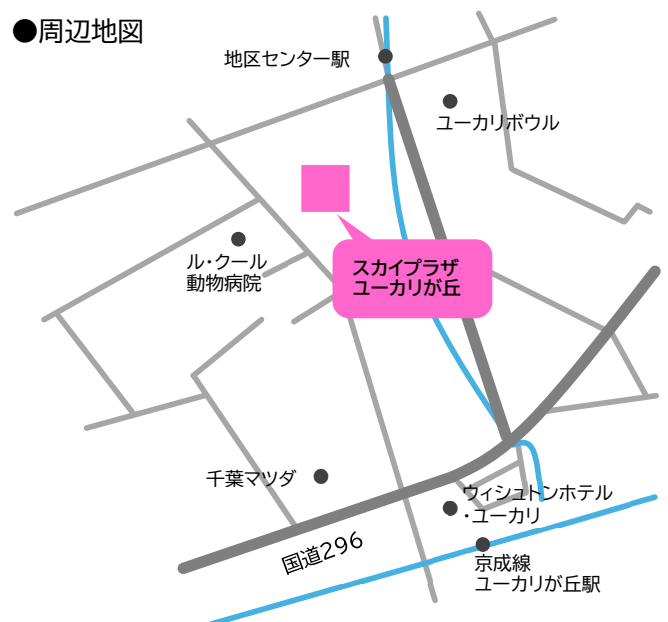 ●周辺地図
地区センター駅
ユーカリボウル
ル・クール
動物病院
スカイプラザ
ユーカリが丘
千葉マツダ
ウィシュトンホテル
・ユーカリ
国道296
京成線
ユーカリが丘駅